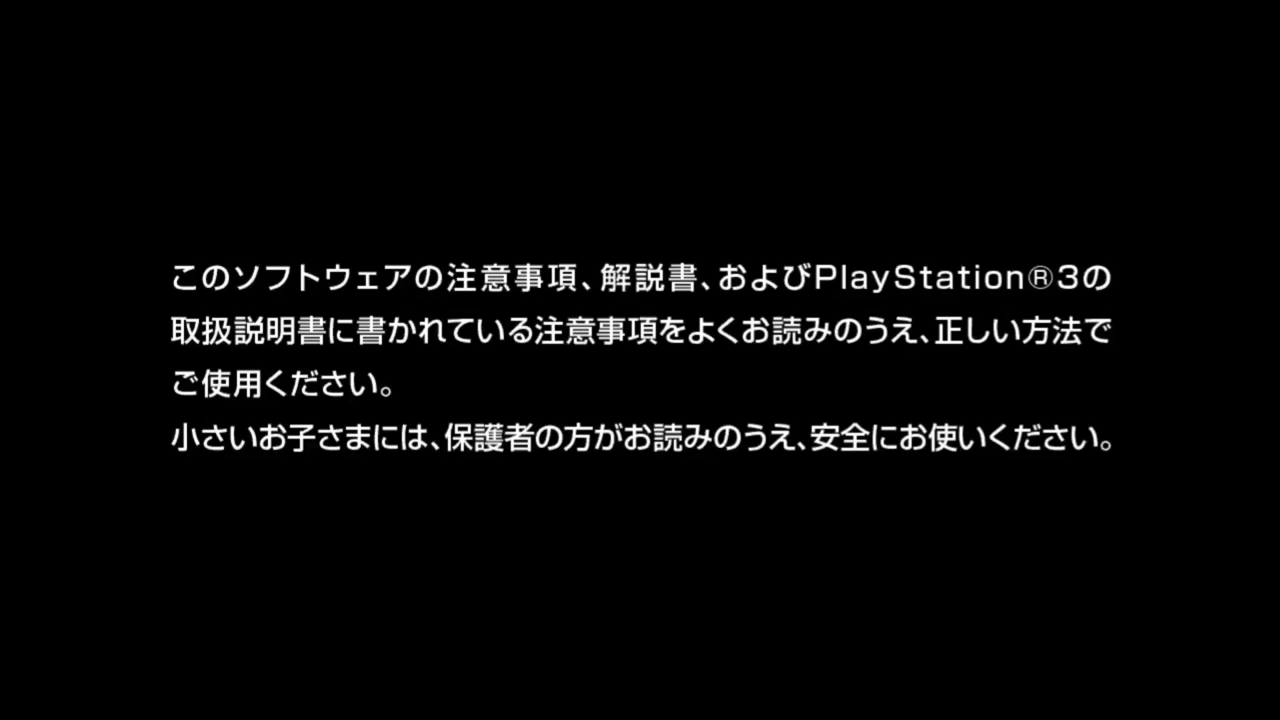 このソフトウェアの注意事項、解説書、およびPlayStation®3の
取扱説明書に書かれている注意事項をよくお読みのうえ、正しい方法で
ご使用ください。
小さいお子さまには、保護者の方がお読みのうえ、安全にお使いください。